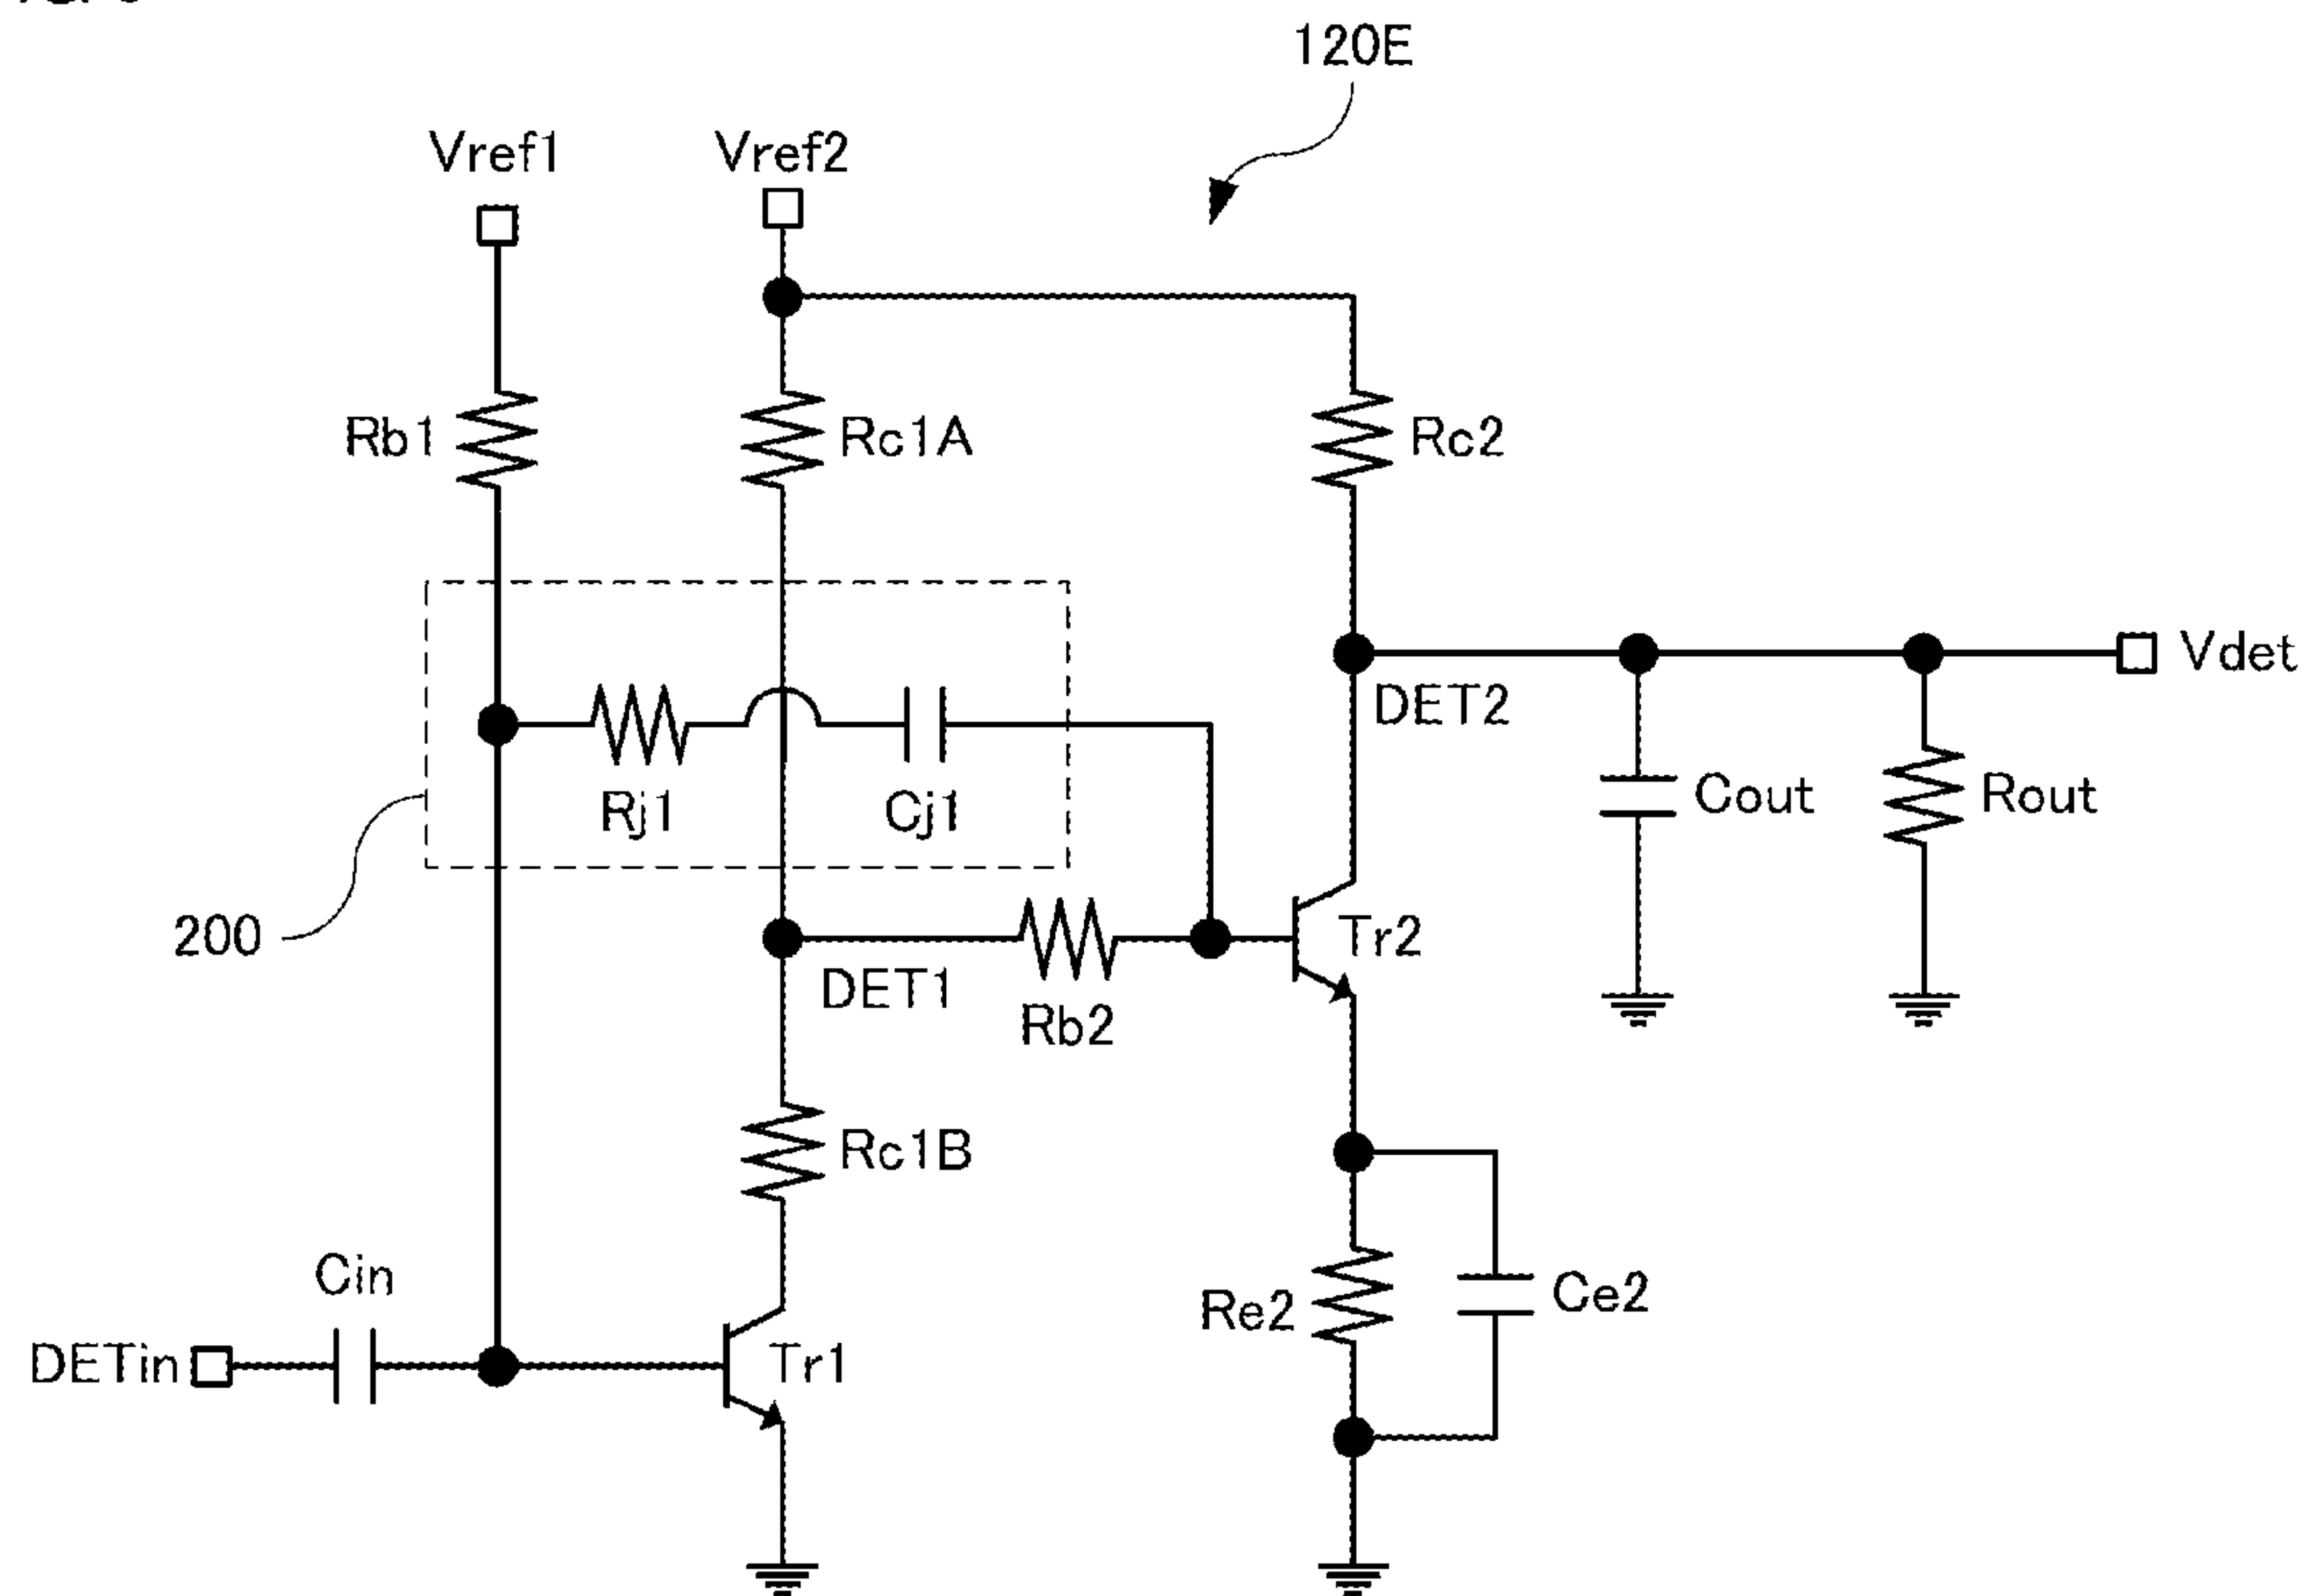 120E
Vref1
Vref2
Rb1
Rc1A
Rc2
Vdet
DET2
Rj1
Cj1
Cout
Rout
200
Tr2
DET1
Rb2
Rc1B
Cin
Re2
Ce2
DETin
Tr1